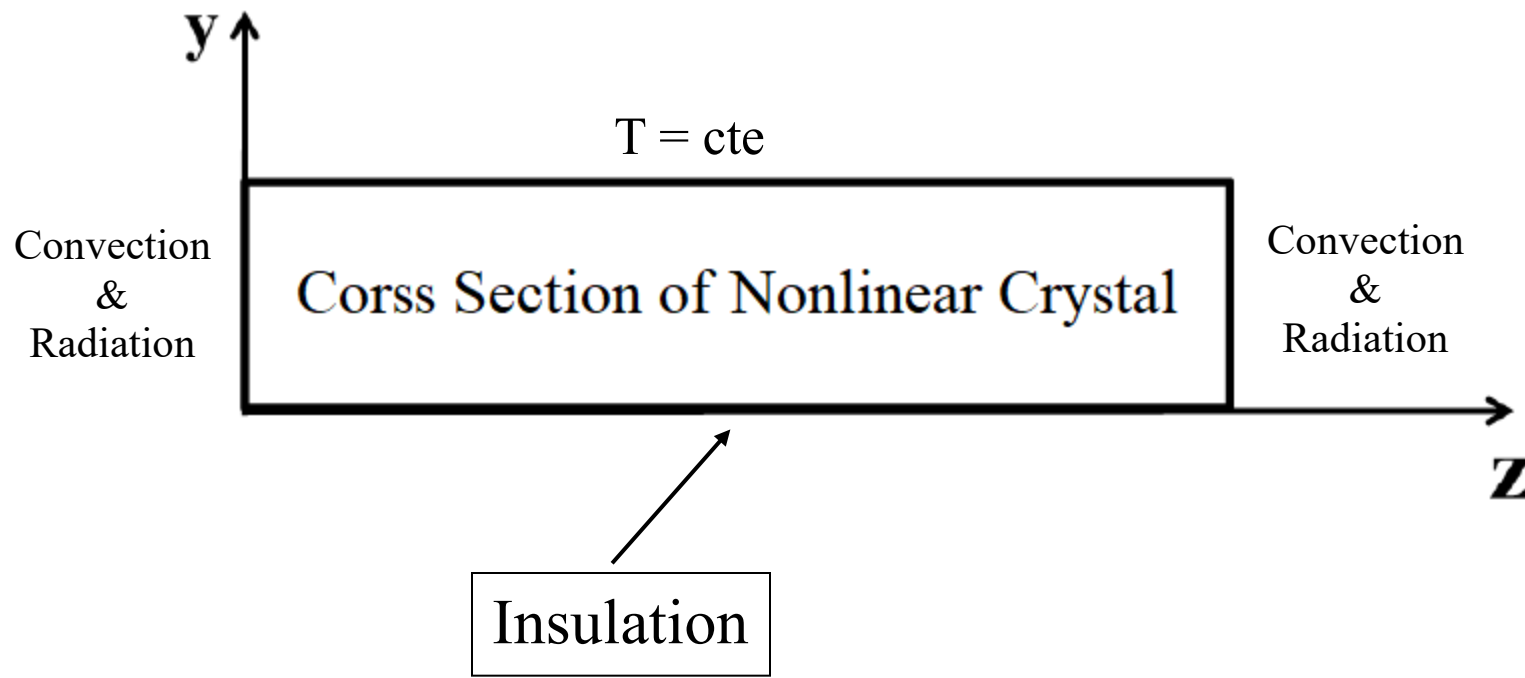 y
T = cte
Convection
&
Radiation
Corss Section of Nonlinear Crystal
Convection
&
Radiation
z
Insulation